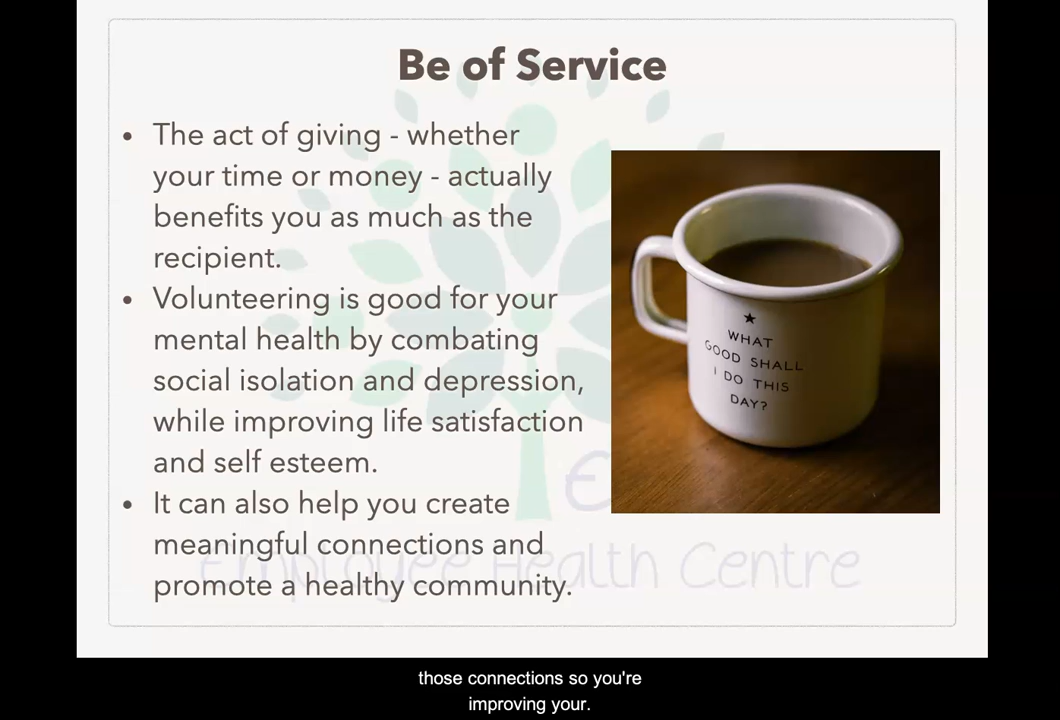 Be of Service
• The act of giving - whether
your time or money - actually
benefits you as much as the
recipient.
• Volunteering is good for your
mental health by combating
social isolation and depression,
while improving life satisfaction
and self esteem.
• It can also help you create
meaningful connections and
promote a healthy community.
★
WHAT
GOOD SHALL
I DO THIS
DAY?
Employee Health Centre
those connections so you're
improving your.